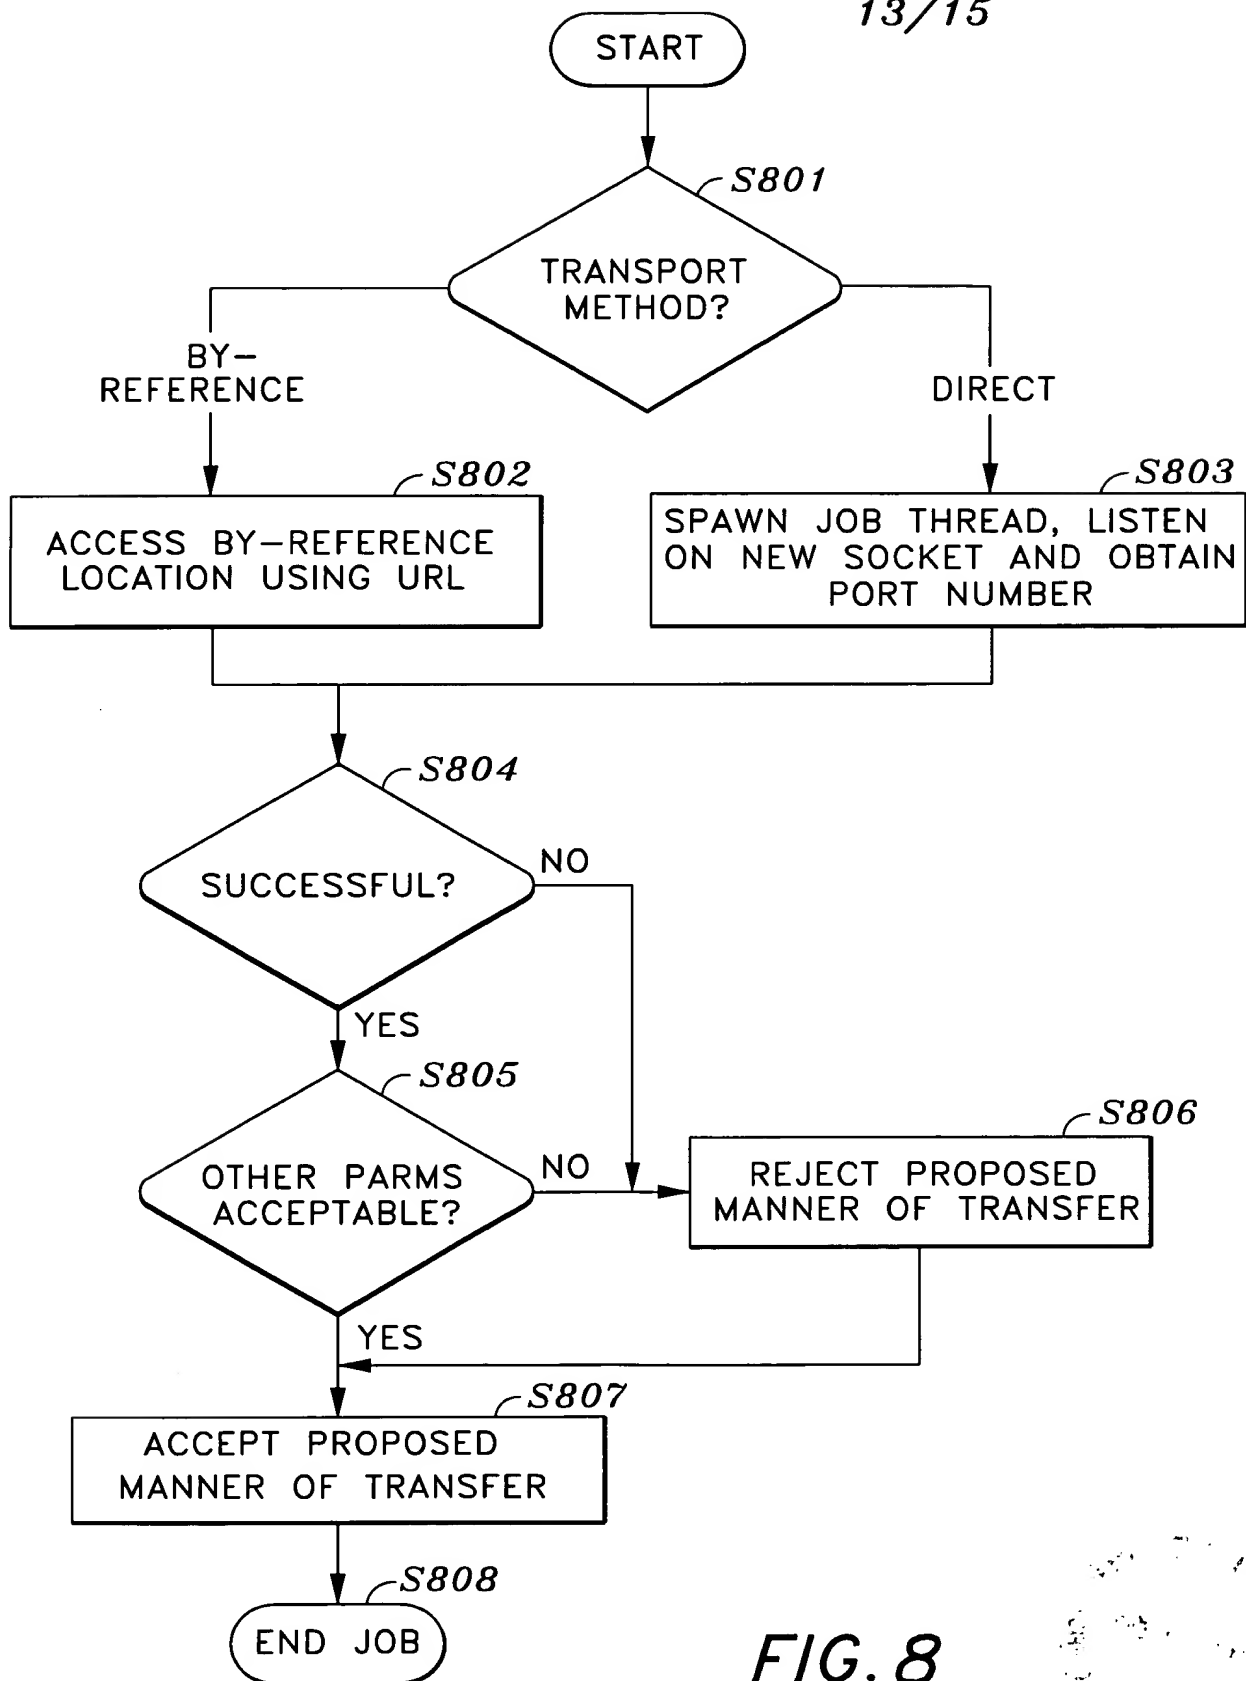 13/15
START
S801
TRANSPORT
METHOD?
BY-
REFERENCE
DIRECT
S802
ACCESS BY-REFERENCE
LOCATION USING URL
S803
SPAWN JOB THREAD, LISTEN
ON NEW SOCKET AND OBTAIN
PORT NUMBER
S804
SUCCESSFUL?
NO
YES
S805
OTHER PARMS
ACCEPTABLE?
NO
S806
REJECT PROPOSED
MANNER OF TRANSFER
YES
S807
ACCEPT PROPOSED
MANNER OF TRANSFER
S808
END JOB
FIG. 8